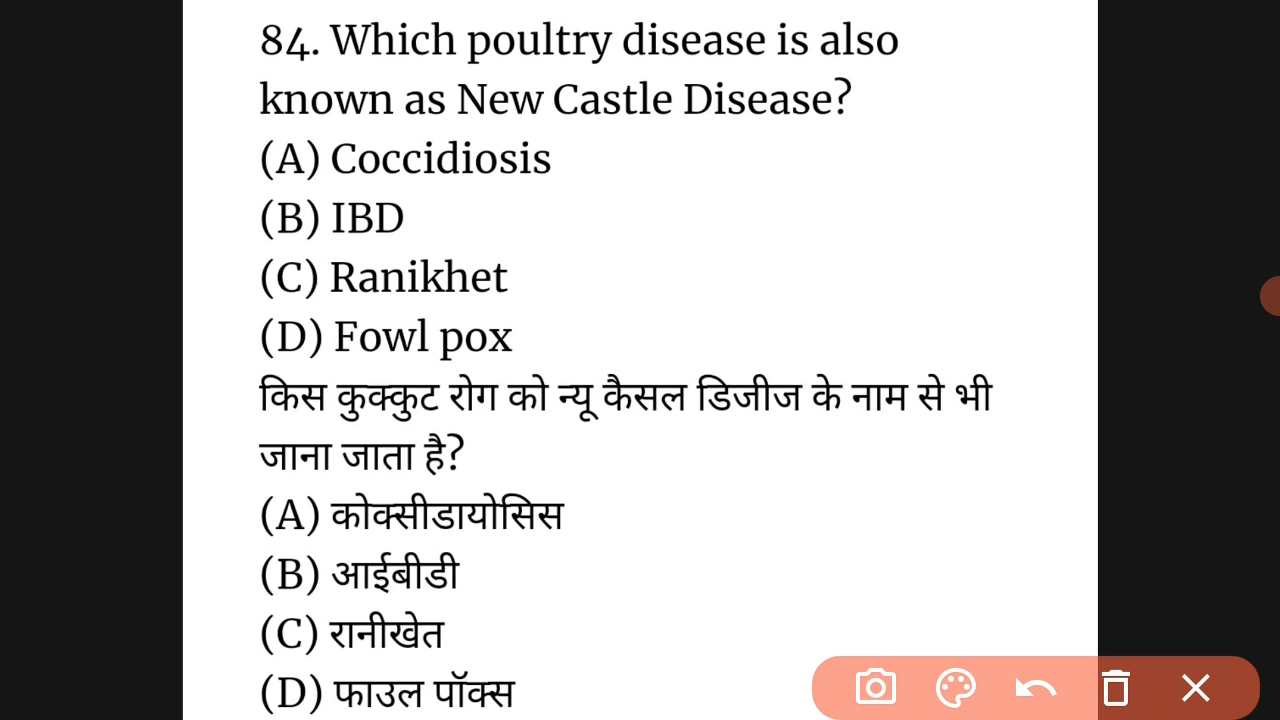 84. Which poultry disease is also
known as New Castle Disease?
(A) Coccidiosis
(B) IBD
(C) Ranikhet
(D) Fowl pox
किस कुक्कुट रोग को न्यू कैसल डिजीज के नाम से भी
जाना जाता है?
(A) कोक्सीडायोसिस
(B) आईबीडी
(C) रानीखेत
(D) फाउल पॉक्स